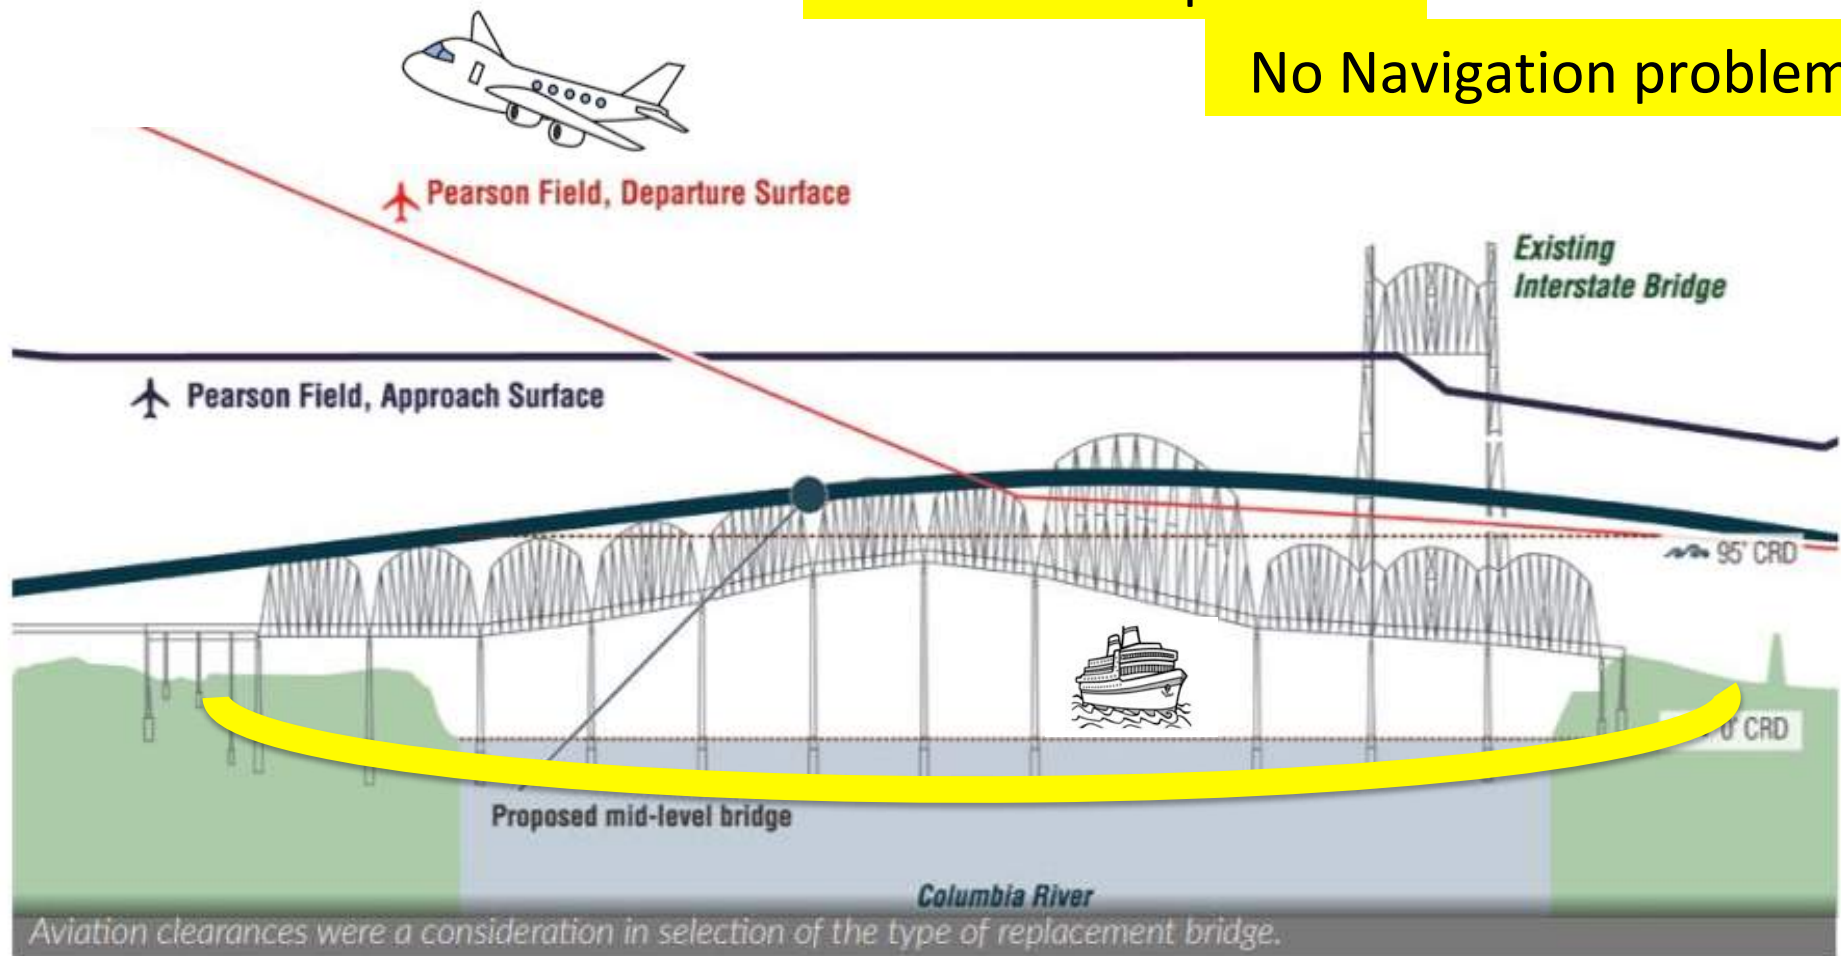 No Navigation problem
Pearson Field, Departure Surface
Existing
Interstate Bridge
Pearson Field, Approach Surface
95' CRD
0' CRD
Proposed mid-level bridge
Columbia River
Aviation clearances were a consideration in selection of the type of replacement bridge.